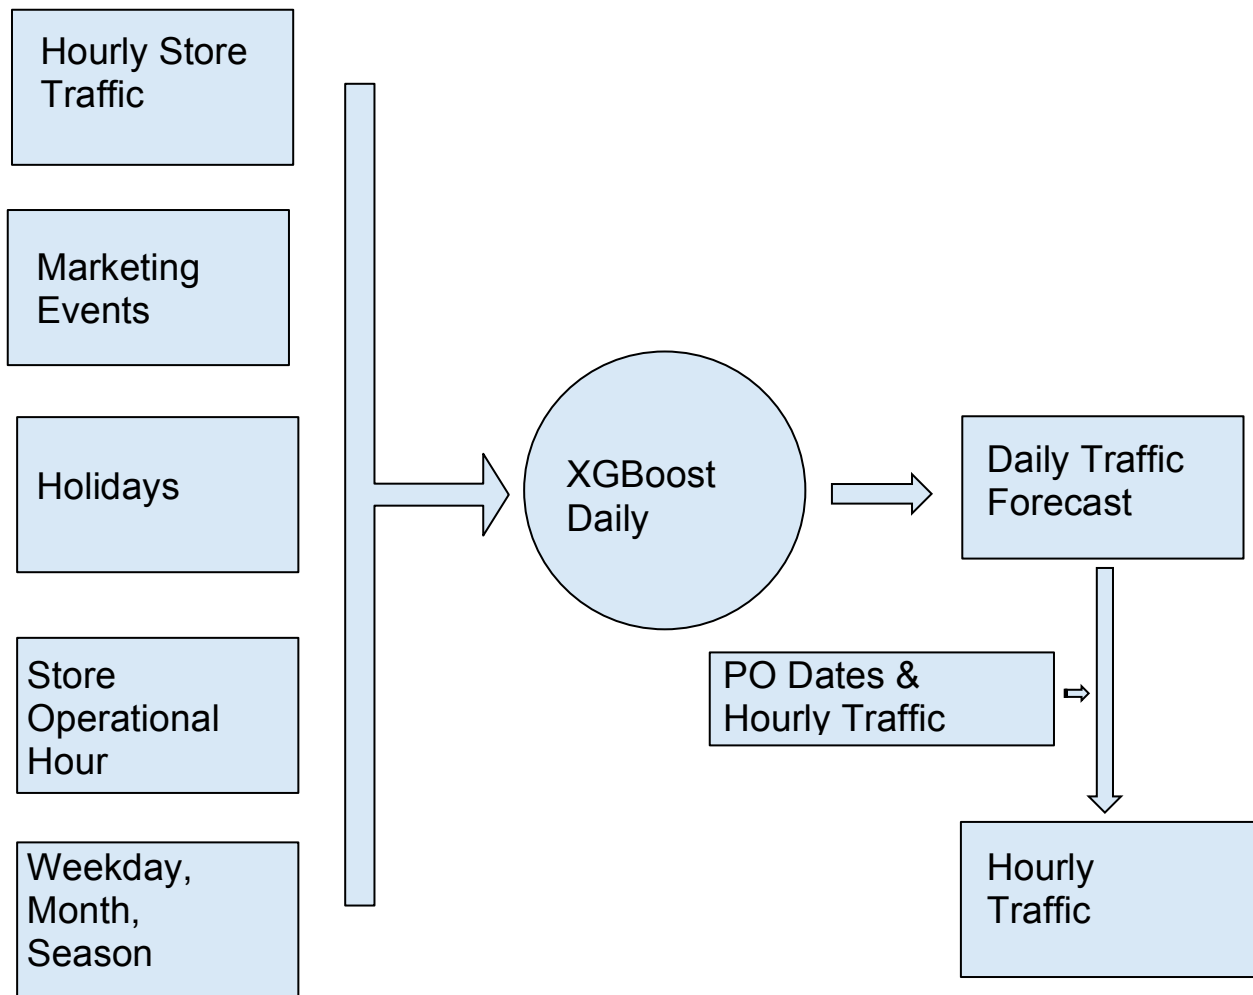 Hourly Store
Traffic
Marketing
Events
Holidays
Store
Operational
Hour
Weekday,
Month,
Season
XGBoost
Daily
Daily Traffic
Forecast
PO Dates &
Hourly Traffic
Hourly
Traffic